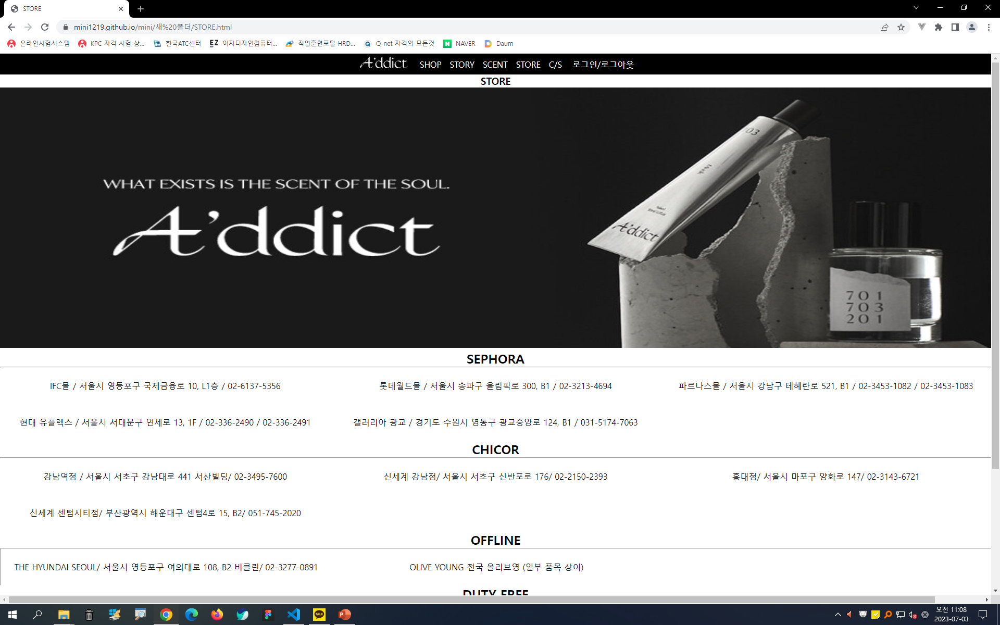 STORE
mini1219.github.io/mini/새%20폴더/STORE.html
온라인시험시스템 KPC 자격 시험 상... 한국ATC센터 EZ 이지디자인컴퓨터... 직업훈련포털 HRD... Q-net 자격의 모든것 N NAVER D Daum
A'ddict SHOP STORY SCENT STORE C/S 로그인/로그아웃
STORE
WHAT EXISTS IS THE SCENT OF THE SOUL.
A'ddict
Musk
A'ddict
701
703
201
SEPHORA
IFC몰 / 서울시 영등포구 국제금융로 10, L1층 / 02-6137-5356 롯데월드몰 / 서울시 송파구 올림픽로 300, B1 / 02-3213-4694 파르나스몰 / 서울시 강남구 테헤란로 521, B1 / 02-3453-1082 / 02-3453-1083
현대 유플렉스 / 서울시 서대문구 연세로 13, 1F / 02-336-2490 / 02-336-2491 갤러리아 광교 / 경기도 수원시 영통구 광교중앙로 124, B1 / 031-5174-7063
CHICOR
강남역점 / 서울시 서초구 강남대로 441 서산빌딩/ 02-3495-7600 신세계 강남점/ 서울시 서초구 신반포로 176/ 02-2150-2393 홍대점/ 서울시 마포구 양화로 147/ 02-3143-6721
신세계 센텀시티점/ 부산광역시 해운대구 센텀4로 15, B2/ 051-745-2020
OFFLINE
THE HYUNDAI SEOUL/ 서울시 영등포구 여의대로 108, B2 비클린/ 02-3277-0891 OLIVE YOUNG 전국 올리브영 (일부 품목 상이)
DUTY FREE
TALK
오전 11:08
2023-07-03